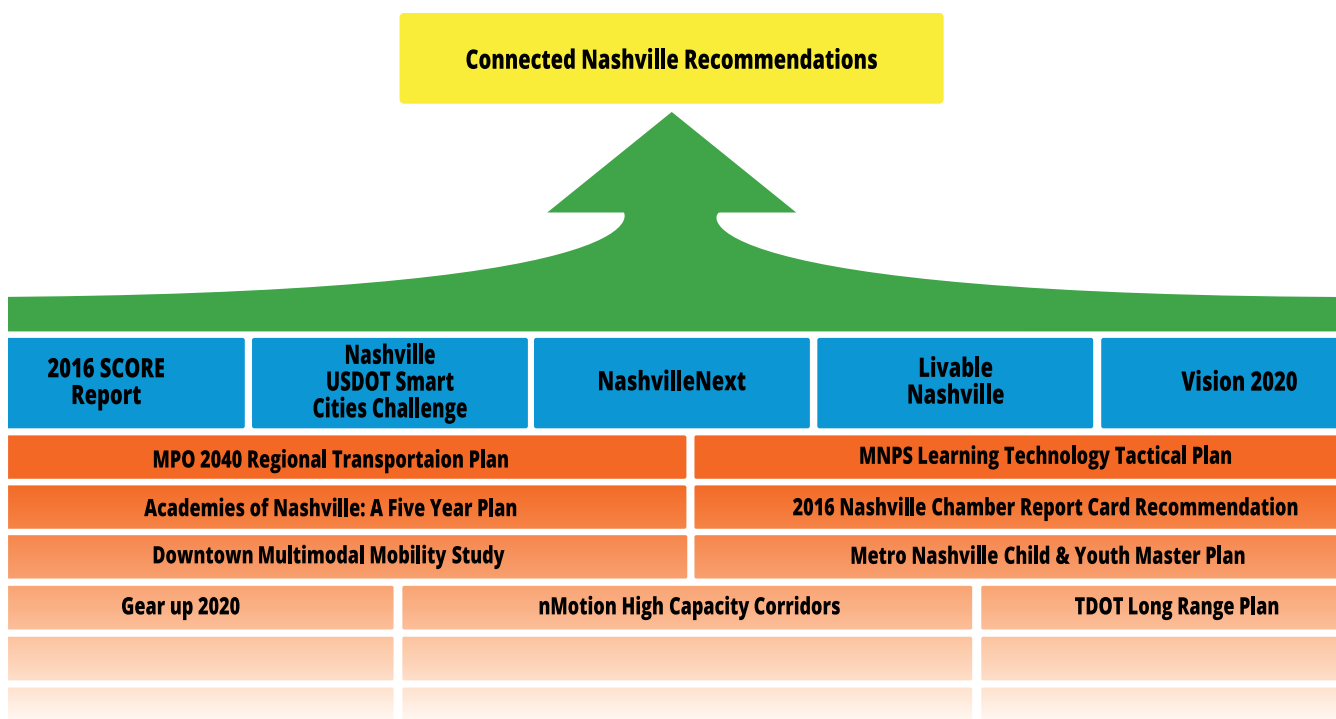 Connected Nashville Recommendations
2016 SCORE
Report
Nashville
USDOT Smart
Cities Challenge
NashvilleNext
Livable
Nashville
Vision 2020
MPO 2040 Regional Transportaion Plan
MNPS Learning Technology Tactical Plan
Academies of Nashville: A Five Year Plan
2016 Nashville Chamber Report Card Recommendation
Downtown Multimodal Mobility Study
Metro Nashville Child & Youth Master Plan
Gear up 2020
nMotion High Capacity Corridors
TDOT Long Range Plan